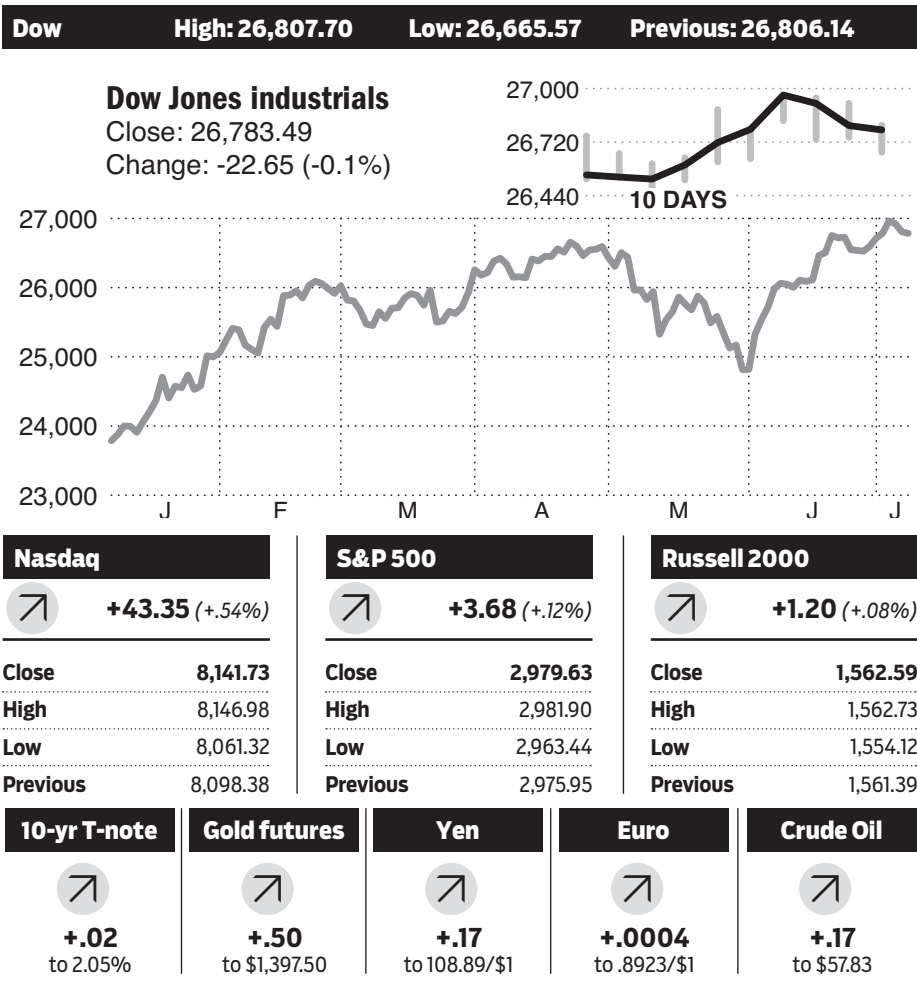 Dow High: 26,807.70 Low: 26,665.57 Previous: 26,806.14
Dow Jones industrials
Close: 26,783.49
Change: -22.65 (-0.1%)
27,000
26,720
26,440
10 DAYS
27,000
26,000
25,000
24,000
23,000
J F M A M J J
Nasdaq
+43.35 (+.54%)
Close 8,141.73
High 8,146.98
Low 8,061.32
Previous 8,098.38
S&P 500
+3.68 (+.12%)
Close 2,979.63
High 2,981.90
Low 2,963.44
Previous 2,975.95
Russell 2000
+1.20 (+.08%)
Close 1,562.59
High 1,562.73
Low 1,554.12
Previous 1,561.39
10-yr T-note
+.02
to 2.05%
Gold futures
+.50
to $1,397.50
Yen
+.17
to 108.89/$1
Euro
+.0004
to .8923/$1
Crude Oil
+.17
to $57.83